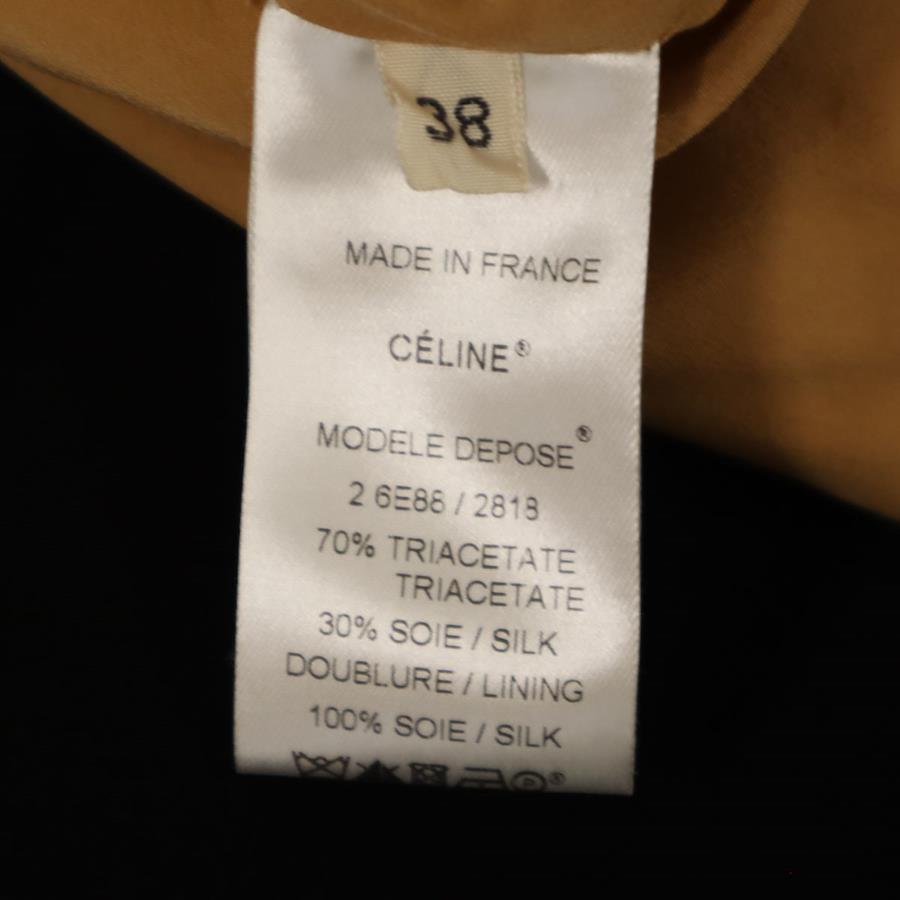 38
MADE IN FRANCE
CÉLINE®
MODELE DEPOSE®
2 6E88 / 2818
70% TRIACETATE
TRIACETATE
30% SOIE / SILK
DOUBLURE / LINING
100% SOIE / SILK